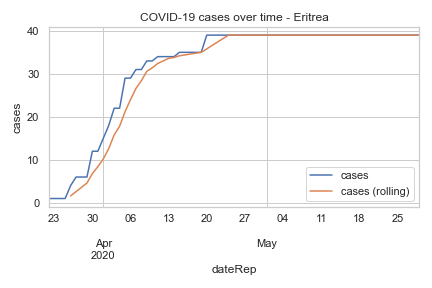 COVID-19 cases over time - Eritrea
40
30
20
10
0
cases
cases
cases (rolling)
23 30 06 13 20 27 04 11 18 25
Apr May
2020
dateRep